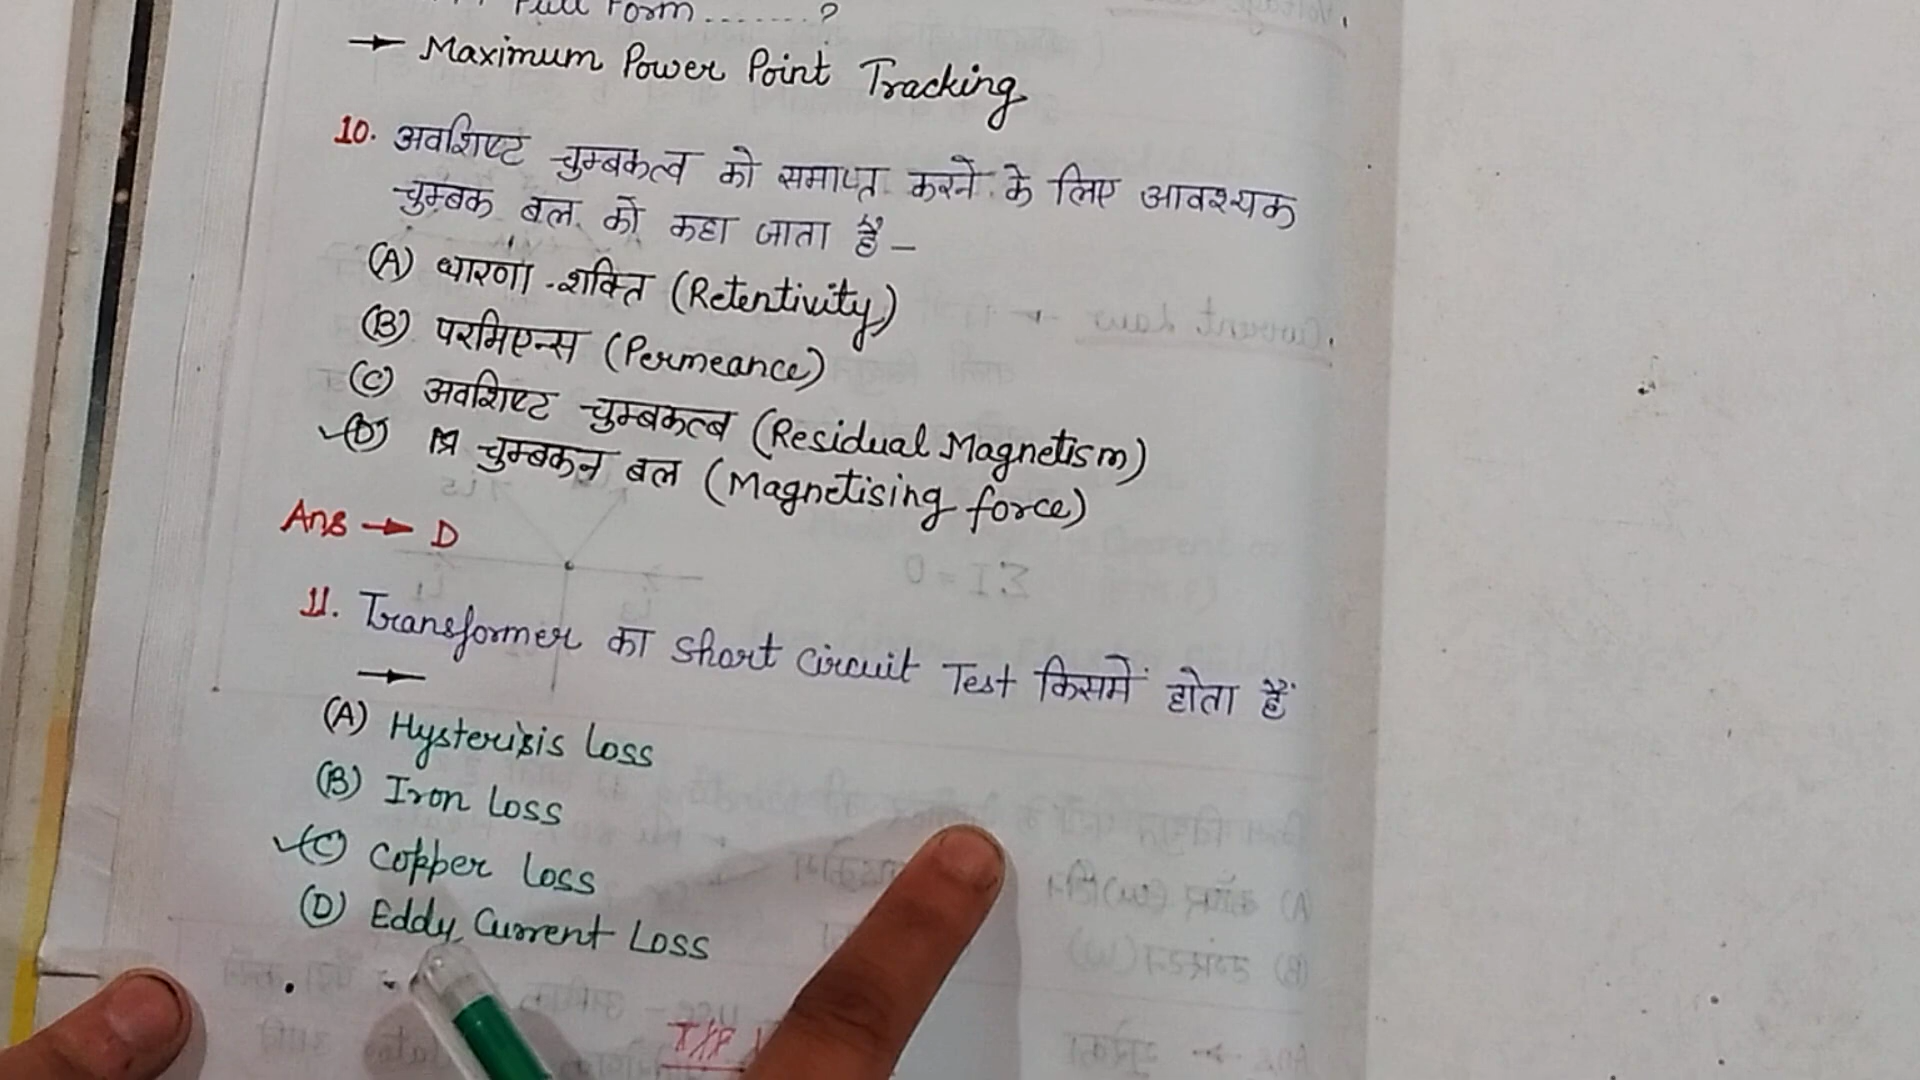 Full Form.......?
→ Maximum Power Point Tracking
10. अवशिष्ट चुम्बकत्व को समाप्त करने के लिए आवश्यक
चुम्बक बल को कहा जाता है –
(A) धारणा-शक्ति (Retentivity)
(B) परमिएन्स (Permeance)
(C) अवशिष्ट चुम्बकत्ब (Residual Magnetism)
(D) चुम्बकन बल (Magnetising force)
Ans → D
11. Transformer का Short Circuit Test किसमें होता हैं
→
(A) Hysterisis Loss
(B) Iron Loss
(C) Copper Loss
(D) Eddy Current Loss